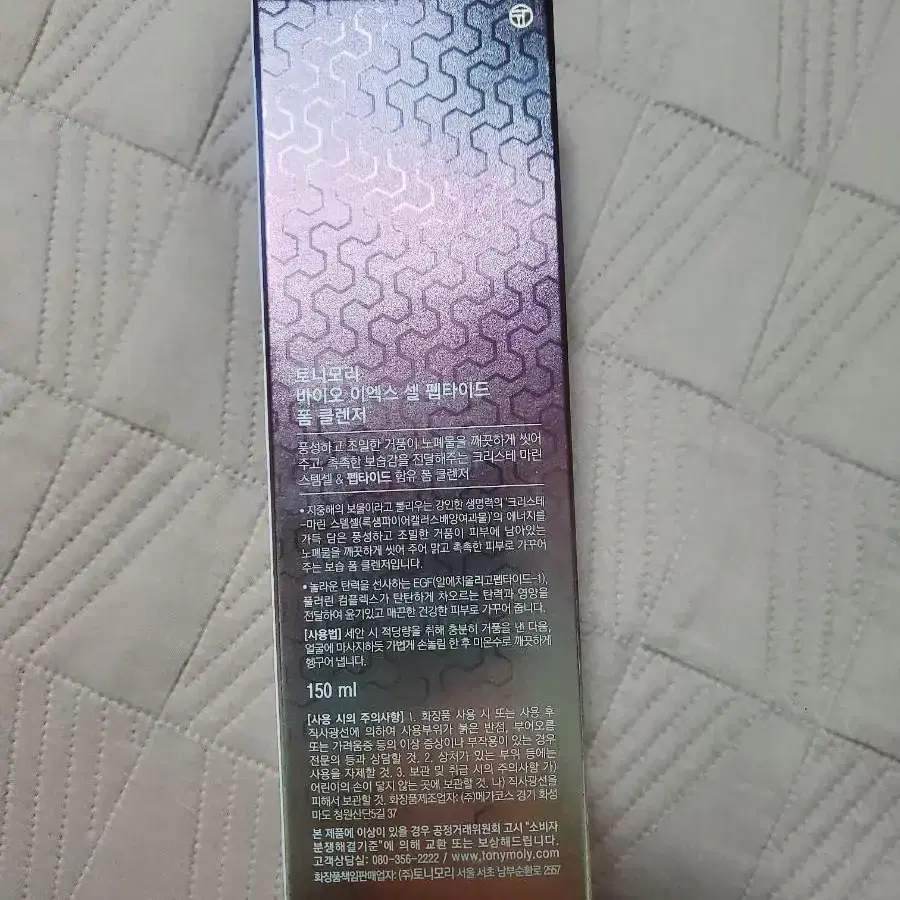 토니모리
바이오 이엑스 셀 펩타이드
폼 클렌저
풍성하고 조밀한 거품이 노폐물을 깨끗하게 씻어
주고, 촉촉한 보습감을 전달해주는 크리스테 마린
스템셀 & 펩타이드 함유 폼 클렌저
• 지중해의 보물이라고 불리우는 강인한 생명력의 '크리스테
-마린 스템셀(록샘파이어캘러스배양여과물)'의 에너지를
가득 담은 풍성하고 조밀한 거품이 피부에 남아있는
노폐물을 깨끗하게 씻어 주어 맑고 촉촉한 피부로 가꾸어
주는 보습 폼 클렌저입니다.
• 놀라운 탄력을 선사하는 EGF(알에치올리고펩타이드-1),
풀러린 컴플렉스가 탄탄하게 차오르는 탄력과 영양을
전달하여 윤기있고 매끈한 건강한 피부로 가꾸어 줍니다.
[사용법] 세안 시 적당량을 취해 충분히 거품을 낸 다음,
얼굴에 마사지하듯 가볍게 손놀림 한 후 미온수로 깨끗하게
헹구어 냅니다.
150 ml
[사용 시의 주의사항] 1. 화장품 사용 시 또는 사용 후
직사광선에 의하여 사용부위가 붉은 반점, 부어오름
또는 가려움증 등의 이상 증상이나 부작용이 있는 경우
전문의 등과 상담할 것. 2. 상처가 있는 부위 등에는
사용을 자제할 것. 3. 보관 및 취급 시의 주의사항 가)
어린이의 손이 닿지 않는 곳에 보관할 것. 나) 직사광선을
피해서 보관할 것. 화장품제조업자: (주)메가코스 경기 화성
마도 청원산단5길 37
본 제품에 이상이 있을 경우 공정거래위원회 고시 "소비자
분쟁해결기준"에 의해 교환 또는 보상해드립니다.
고객상담실: 080-356-2222 / www.tonymoly.com
화장품책임판매업자: (주)토니모리 서울 서초 남부순환로 2557